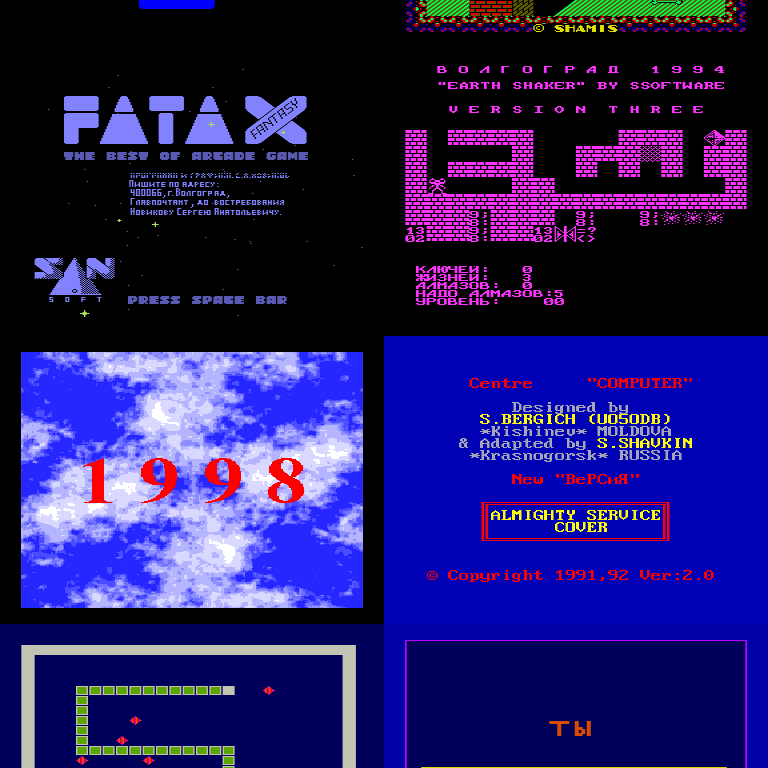 FATAX
FANTASY
THE BEST OF ARCADE GAME
Пишите по адресу:
400066, г.Волгоград,
Главпочтамт, до востребования
Новикову Сергею Анатольевичу.
SAN
SOFT
PRESS SPACE BAR
© SHAMIS
ВОЛГОГРАД 1994
"EARTH SHAKER" BY SSOFTWARE
VERSION THREE
КЛЮЧЕЙ: 0
ЖИЗНЕЙ: 3
АЛМАЗОВ: 0
НАДО АЛМАЗОВ:5
УРОВЕНЬ: 00
1998
Centre "COMPUTER"
Designed by
S.BERGICH (UO5ODB)
*Kishinev* MOLDOVA
& Adapted by S.SHAVKIN
*Krasnogorsk* RUSSIA
New "ВеРСиЯ"
ALMIGHTY SERVICE
COVER
© Copyright 1991,92 Ver:2.0
ТЫ